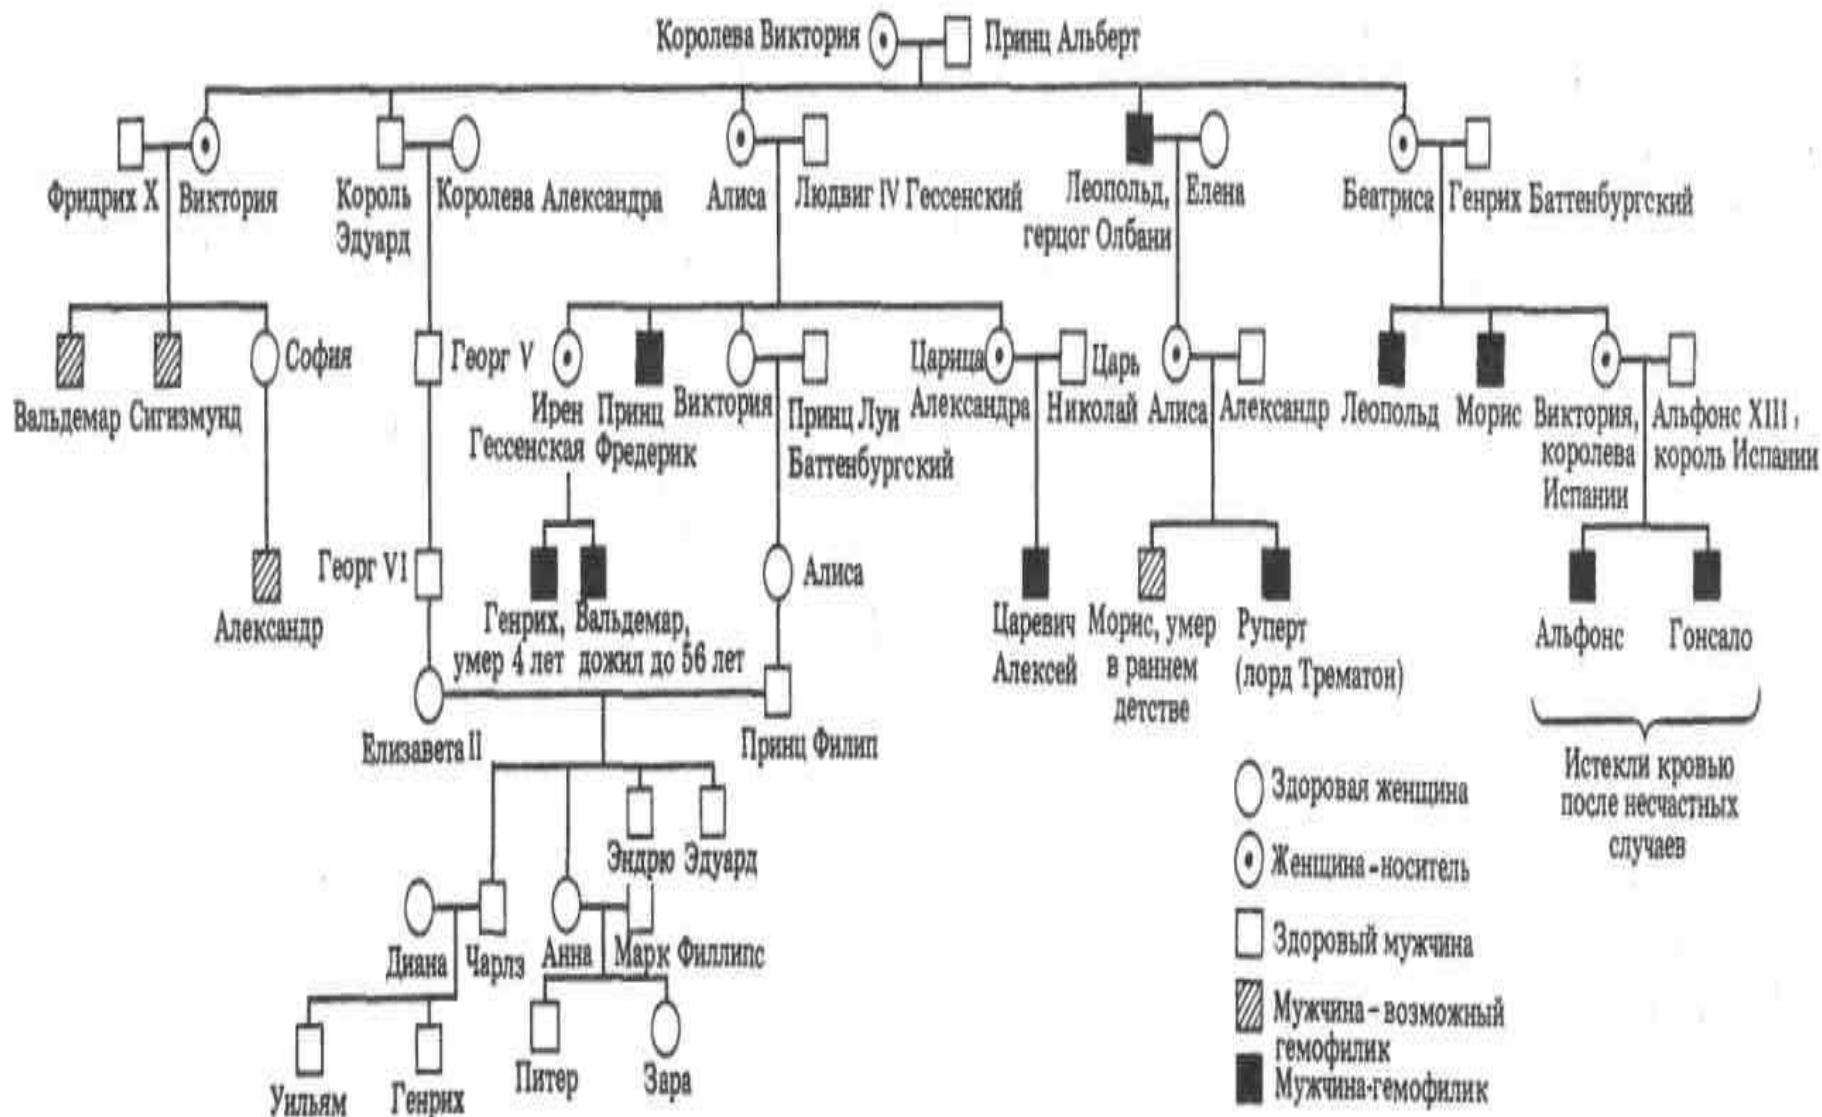 Королева Виктория
Принц Альберт
Фридрих X
Виктория
Король
Эдуард
Королева Александра
Алиса
Людвиг IV Гессенский
Леопольд,
герцог Олбани
Елена
Беатриса
Генрих Баттенбургский
Вальдемар
Сигизмунд
София
Георг V
Ирен
Гессенская
Принц
Фредерик
Виктория
Принц Луи
Баттенбургский
Царица
Александра
Царь
Николай
Алиса
Александр
Леопольд
Морис
Виктория,
королева
Испании
Альфонс XIII,
король Испании
Александр
Георг VI
Генрих,
умер 4 лет
Вальдемар,
дожил до 56 лет
Алиса
Царевич
Алексей
Морис, умер
в раннем
детстве
Руперт
(лорд Трематон)
Альфонс
Гонсало
Истекли кровью
после несчастных
случаев
Елизавета II
Принц Филип
Эндрю
Эдуард
Диана
Чарлз
Анна
Марк Филлипс
Уильям
Генрих
Питер
Зара
Здоровая женщина
Женщина-носитель
Здоровый мужчина
Мужчина-возможный
гемофилик
Мужчина-гемофилик